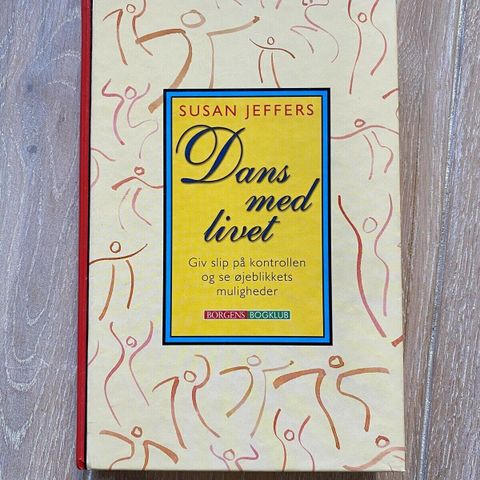 SUSAN JEFFERS
Dans
med
livet
Giv slip på kontrollen
og se øjeblikkets
muligheder
BORGENS BOGKLUB